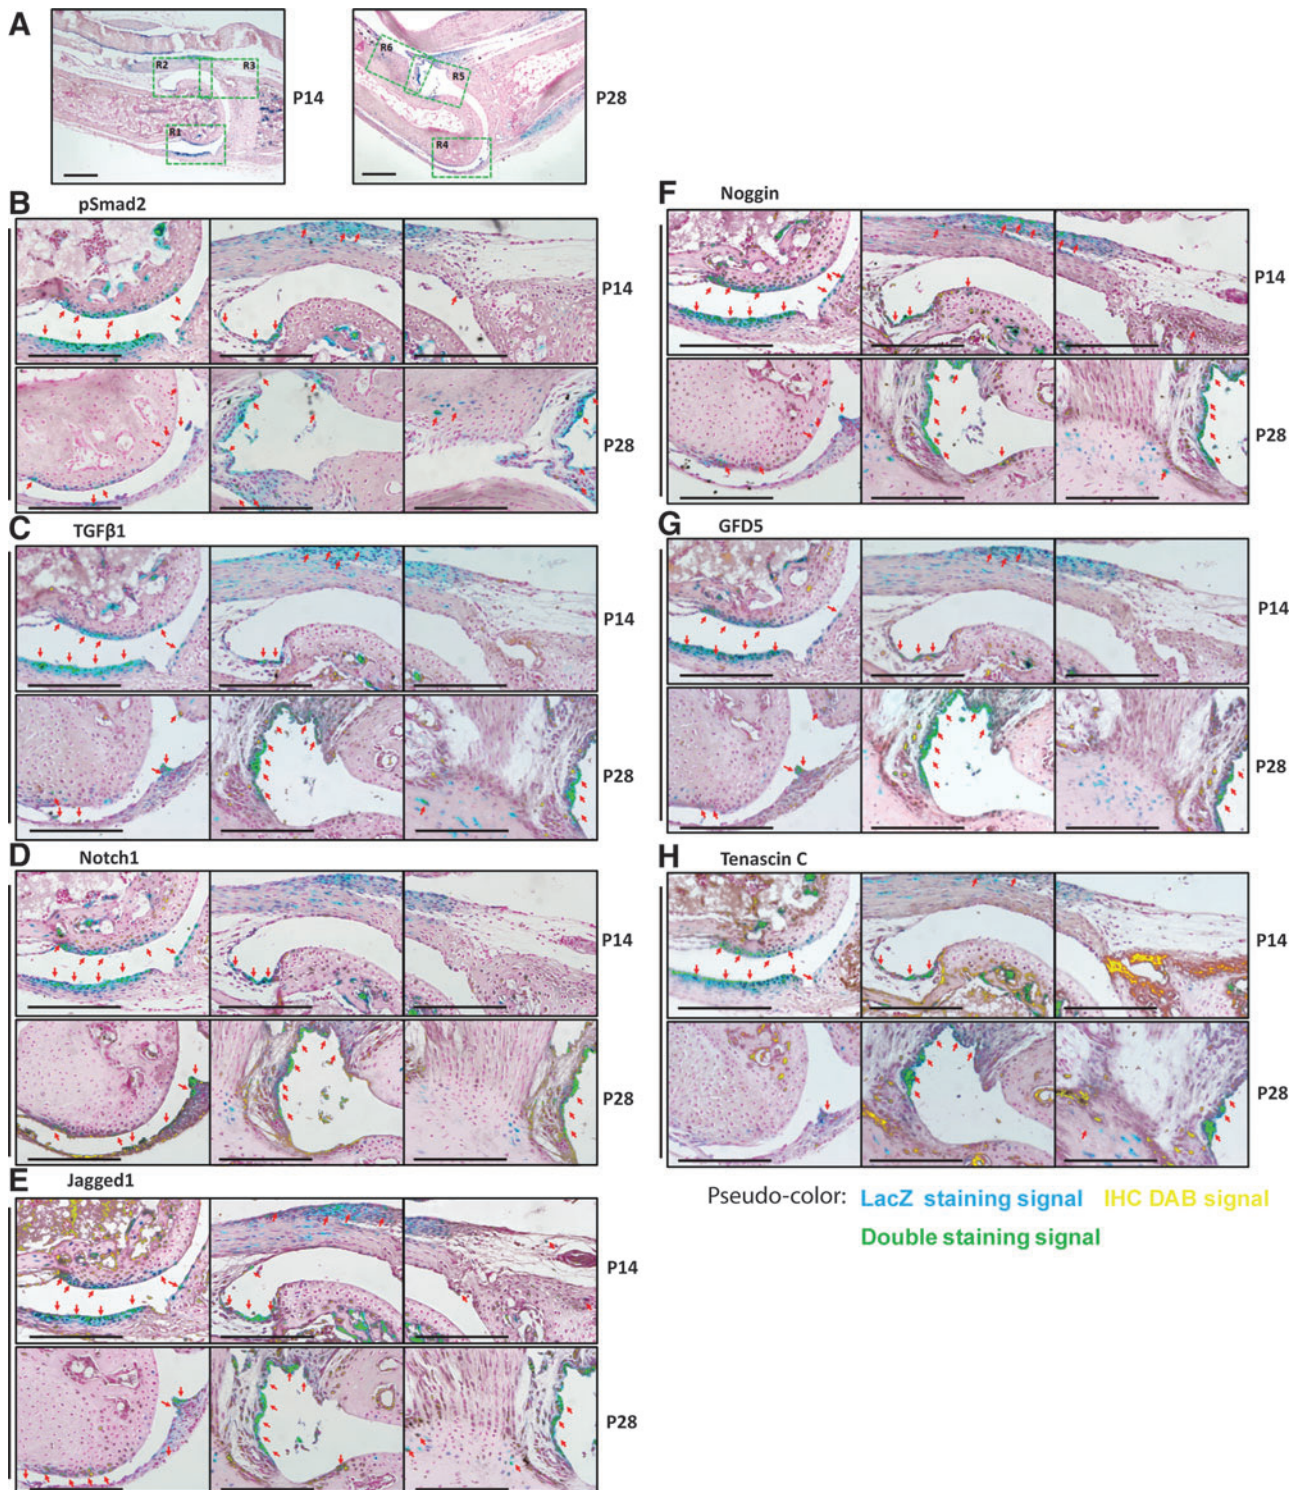 A
R2
R3
R1
P14
R6
R5
R4
P28
B
pSmad2
P14
P28
C
TGFβ1
P14
P28
D
Notch1
P14
P28
E
Jagged1
P14
P28
F
Noggin
P14
P28
G
GFD5
P14
P28
H
Tenascin C
P14
P28
Pseudo-color: LacZ staining signal IHC DAB signal
Double staining signal